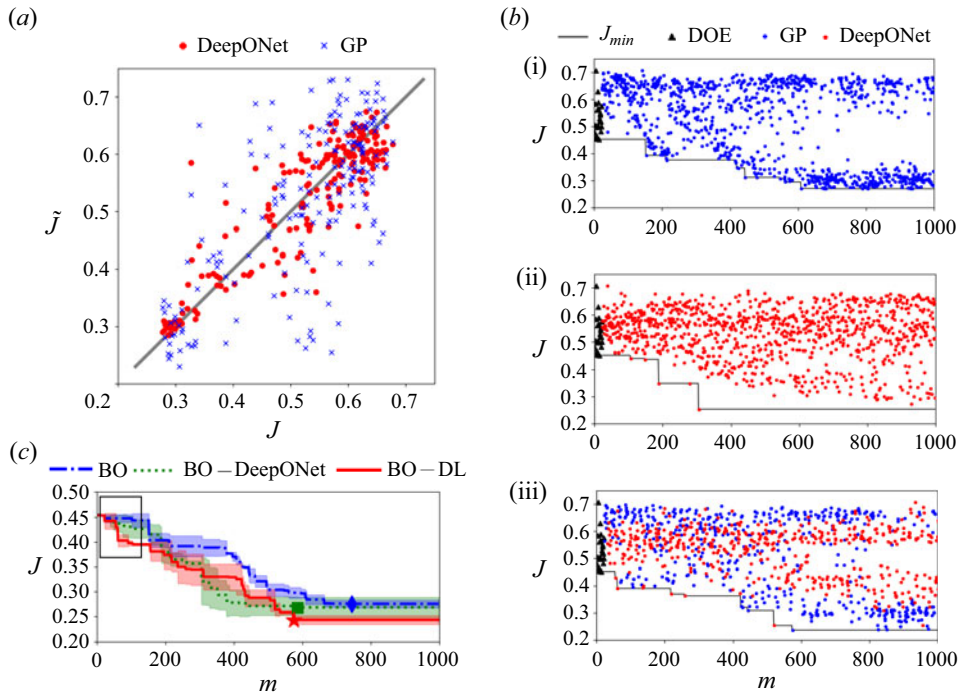 (a)
DeepONet GP
0.7
0.6
J̃ 0.5
0.4
0.3
0.2 0.3 0.4 0.5 0.6 0.7
J
(b)
J_min DOE GP DeepONet
(i)
0.7
0.6
J 0.5
0.4
0.3
0.2
0 200 400 600 800 1000
(ii)
0.7
0.6
J 0.5
0.4
0.3
0.2
0 200 400 600 800 1000
(c)
BO BO – DeepONet BO – DL
0.50
0.45
0.40
J 0.35
0.30
0.25
0.20
0 200 400 600 800 1000
m
(iii)
0.7
0.6
J 0.5
0.4
0.3
0.2
0 200 400 600 800 1000
m